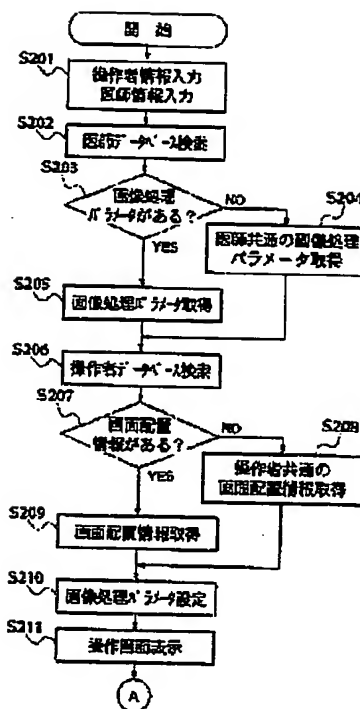 開始
S201
操作者情報入力
医師情報入力
S202
医師データベース検索
S203
画像処理
パラメータがある?
NO
S204
YES
医師共通の画像処理
パラメータ取得
S205
画像処理パラメータ取得
S206
操作者データベース検索
S207
画面配置
情報がある?
NO
S208
YES
操作者共通の
画面配置情報取得
S209
画面配置情報取得
S210
画像処理パラメータ設定
S211
操作画面表示
A